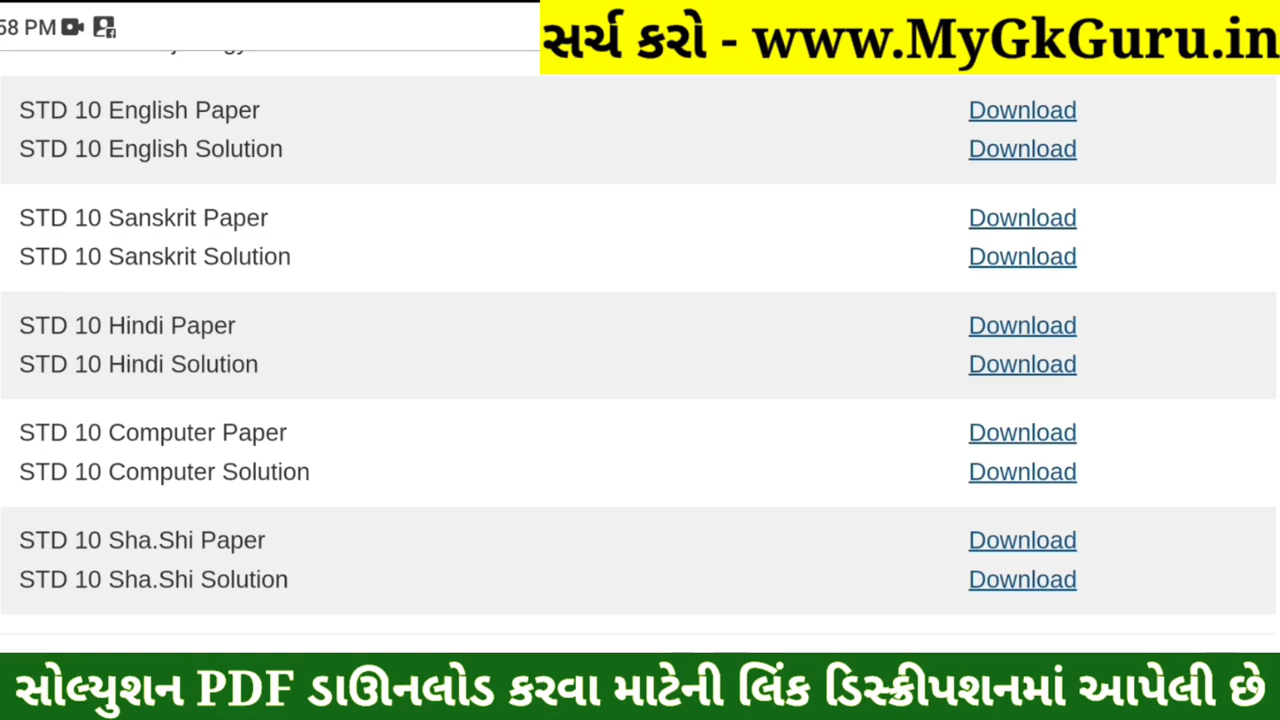 58 PM
સર્ચ કરો - www.MyGkGuru.in
STD 10 English Paper Download
STD 10 English Solution Download
STD 10 Sanskrit Paper Download
STD 10 Sanskrit Solution Download
STD 10 Hindi Paper Download
STD 10 Hindi Solution Download
STD 10 Computer Paper Download
STD 10 Computer Solution Download
STD 10 Sha.Shi Paper Download
STD 10 Sha.Shi Solution Download
સોલ્યુશન PDF ડાઊનલોડ કરવા માટેની લિંક ડિસ્ક્રીપશનમાં આપેલી છે